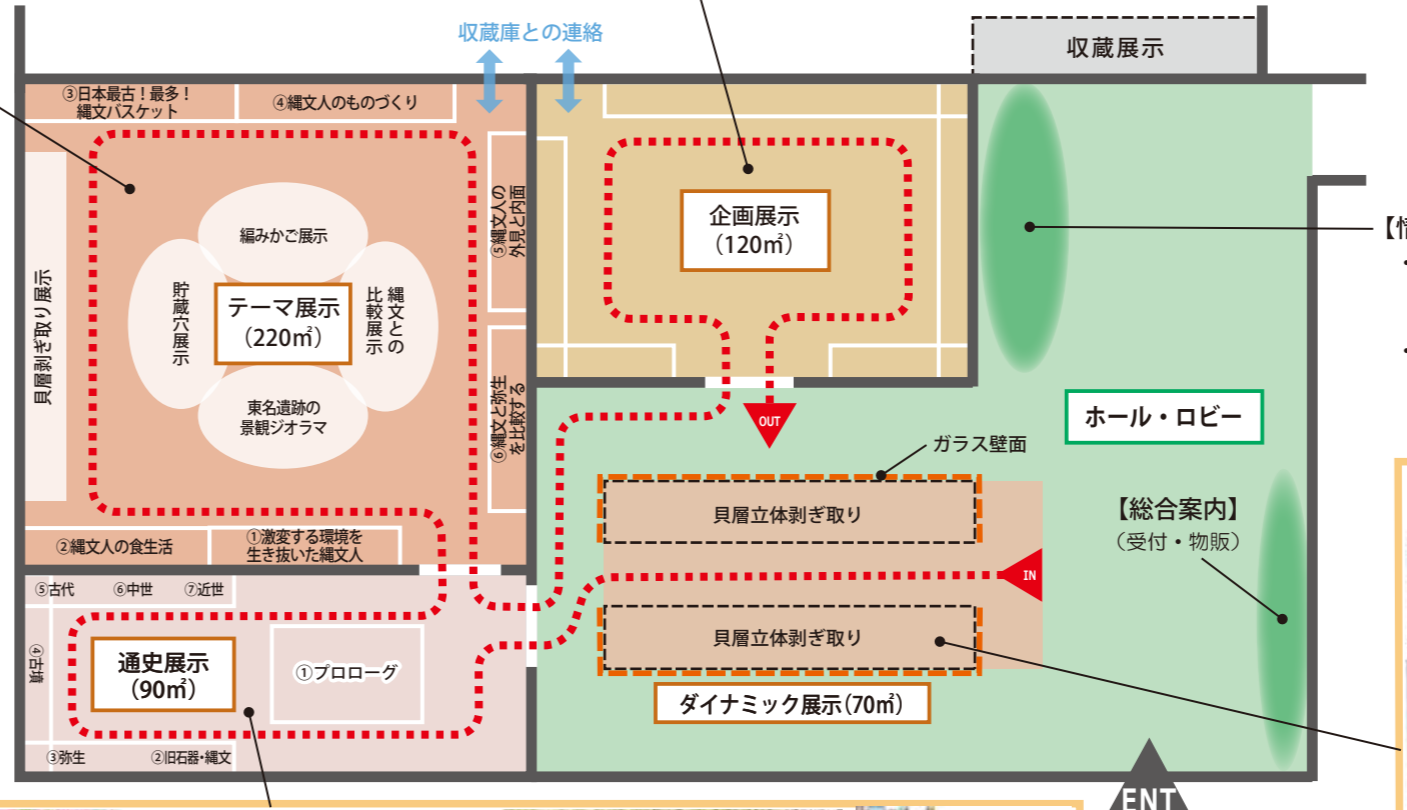 収蔵庫との連絡
収蔵展示
③日本最古！最多！
縄文バスケット
④縄文人のものづくり
⑤縄文人の
外見と内面
⑥縄文と弥生
を比較する
貝層剥ぎ取り展示
編みかご展示
貯蔵穴展示
テーマ展示
（220㎡）
縄文との
比較展示
東名遺跡の
景観ジオラマ
②縄文人の食生活
①激変する環境を
生き抜いた縄文人
企画展示
（120㎡）
OUT
【情
・
・
ホール・ロビー
ガラス壁面
貝層立体剥ぎ取り
IN
貝層立体剥ぎ取り
ダイナミック展示（70㎡）
【総合案内】
（受付・物販）
⑤古代
⑥中世
⑦近世
④古墳
通史展示
（90㎡）
①プロローグ
③弥生
②旧石器・縄文
ENT